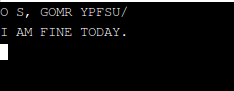 O S, GOMR YPFSU/
I AM FINE TODAY.